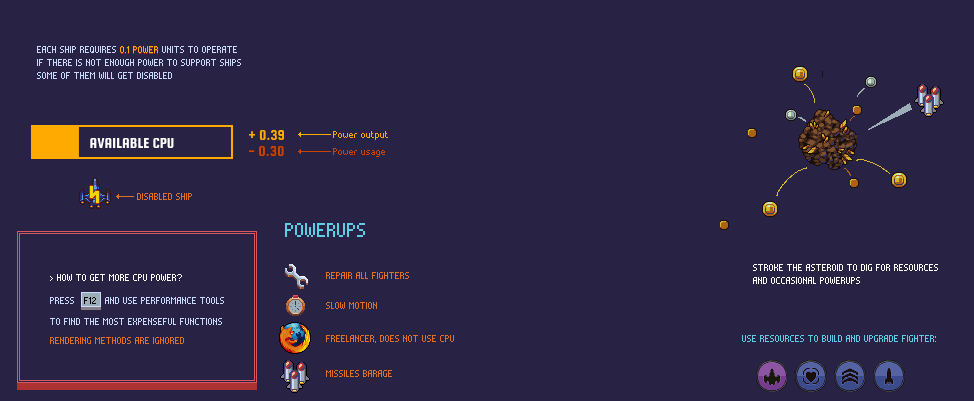 EACH SHIP REQUIRES 0.1 POWER UNITS TO OPERATE
IF THERE IS NOT ENOUGH POWER TO SUPPORT SHIPS
SOME OF THEM WILL GET DISABLED
AVAILABLE CPU
+ 0.39
Power output
- 0.30
Power usage
DISABLED SHIP
> HOW TO GET MORE CPU POWER?
PRESS F12 AND USE PERFORMANCE TOOLS
TO FIND THE MOST EXPENSEFUL FUNCTIONS
RENDERING METHODS ARE IGNORED
POWERUPS
REPAIR ALL FIGHTERS
SLOW MOTION
FREELANCER, DOES NOT USE CPU
MISSILES BARAGE
STROKE THE ASTEROID TO DIG FOR RESOURCES
AND OCCASIONAL POWERUPS
USE RESOURCES TO BUILD AND UPGRADE FIGHTER: